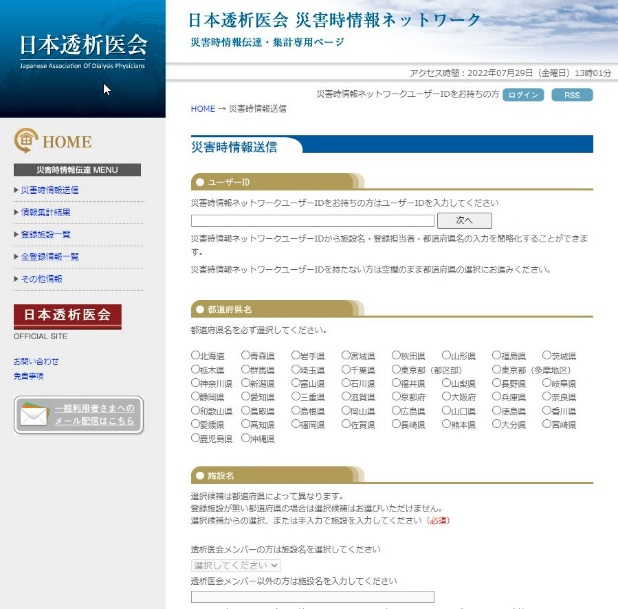 日本透析医会
Japanese Association Of Dialysis Physicians
日本透析医会 災害時情報ネットワーク
災害時情報伝達・集計専用ページ
アクセス時間：2022年07月29日（金曜日）13時01分
災害時情報ネットワークユーザーIDをお持ちの方 ログイン RSS
HOME → 災害時情報送信
HOME
災害時情報伝達 MENU
災害時情報送信
情報集計結果
登録施設一覧
全登録情報一覧
その他情報
日本透析医会
OFFICIAL SITE
お問い合わせ
免責事項
一般利用者さまへの
メール配信はこちら
災害時情報送信
ユーザーID
災害時情報ネットワークユーザーIDをお持ちの方はユーザーIDを入力してください
次へ
災害時情報ネットワークユーザーIDから施設名・登録担当者・都道府県名の入力を簡略化することができま
す。
災害時情報ネットワークユーザーIDを持たない方は空欄のまま都道府県の選択にお進みください。
都道府県名
都道府県名を必ず選択してください。
北海道 青森県 岩手県 宮城県 秋田県 山形県 福島県 茨城県
栃木県 群馬県 埼玉県 千葉県 東京都（都区部） 東京都（多摩地区）
神奈川県 新潟県 富山県 石川県 福井県 山梨県 長野県 岐阜県
静岡県 愛知県 三重県 滋賀県 京都府 大阪府 兵庫県 奈良県
和歌山県 鳥取県 島根県 岡山県 広島県 山口県 徳島県 香川県
愛媛県 高知県 福岡県 佐賀県 長崎県 熊本県 大分県 宮崎県
鹿児島県 沖縄県
施設名
選択候補は都道府県によって異なります。
登録施設が無い都道府県の場合は選択候補はお選びいただけません。
選択候補からの選択、または手入力で施設を入力してください（必須）
透析医会メンバーの方は施設名を選択してください
選択してください
透析医会メンバー以外の方は施設名を入力してください